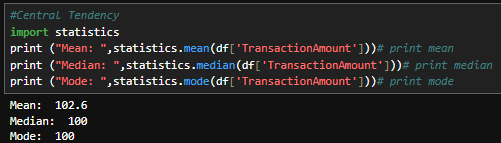 #Central Tendency
import statistics
print ("Mean: ",statistics.mean(df['TransactionAmount']))# print mean
print ("Median: ",statistics.median(df['TransactionAmount']))# print median
print ("Mode: ",statistics.mode(df['TransactionAmount']))# print mode
Mean:  102.6
Median:  100
Mode:  100